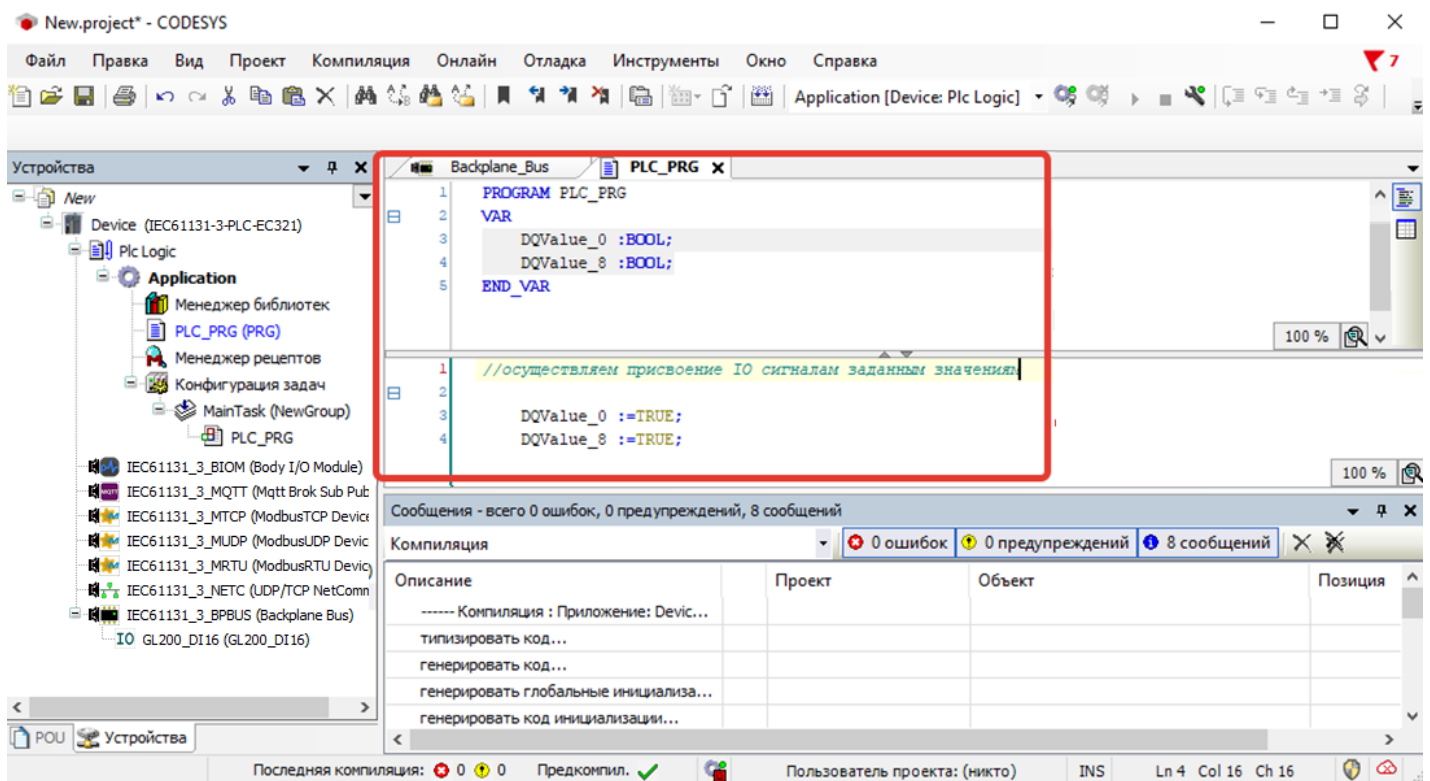 New.project* - CODESYS
Файл Правка Вид Проект Компиляция Онлайн Отладка Инструменты Окно Справка 7
Application [Device: Plc Logic]
Устройства
New
Device (IEC61131-3-PLC-EC321)
Plc Logic
Application
Менеджер библиотек
PLC_PRG (PRG)
Менеджер рецептов
Конфигурация задач
MainTask (NewGroup)
PLC_PRG
IEC61131_3_BIOM (Body I/O Module)
IEC61131_3_MQTT (Mqtt Brok Sub Pub
IEC61131_3_MTCP (ModbusTCP Device
IEC61131_3_MUDP (ModbusUDP Devic
IEC61131_3_MRTU (ModbusRTU Devic
IEC61131_3_NETC (UDP/TCP NetComm
IEC61131_3_BPBUS (Backplane Bus)
IO GL200_DI16 (GL200_DI16)
POU Устройства
Backplane_Bus PLC_PRG
1 PROGRAM PLC_PRG
2 VAR
3 DQValue_0 :BOOL;
4 DQValue_8 :BOOL;
5 END_VAR
100 %
1 //осуществляем присвоение IO сигналам заданным значениям
2
3 DQValue_0 :=TRUE;
4 DQValue_8 :=TRUE;
100 %
Сообщения - всего 0 ошибок, 0 предупреждений, 8 сообщений
Компиляция 0 ошибок 0 предупреждений 8 сообщений
Описание Проект Объект Позиция
------ Компиляция : Приложение: Devic...
типизировать код...
генерировать код...
генерировать глобальные инициализа...
генерировать код инициализации...
Последняя компиляция: 0 0 Предкомпил. Пользователь проекта: (никто) INS Ln 4 Col 16 Ch 16